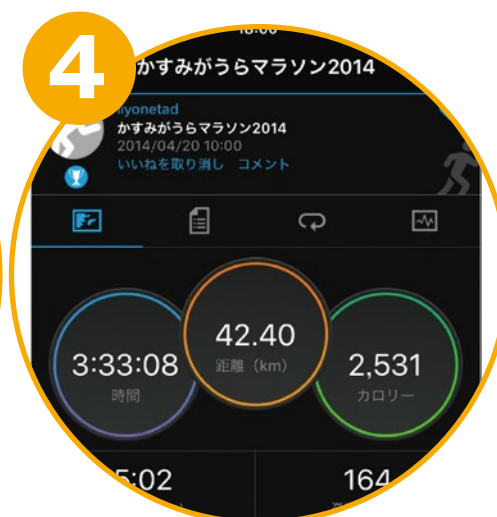 4
18:00
かすみがうらマラソン2014
iiyonetad
かすみがうらマラソン2014
2014/04/20 10:00
いいねを取り消し コメント
3:33:08
時間
42.40
距離（km）
2,531
カロリー
5:02
164